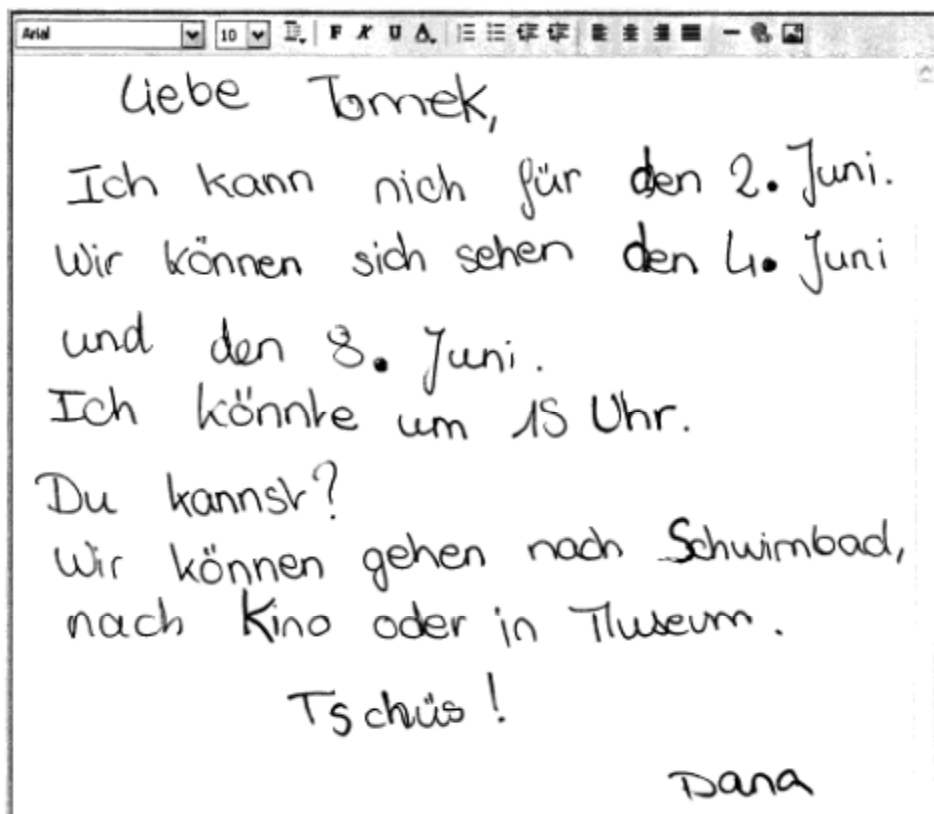 Arial 10 F K U A
Liebe Tomek,
Ich kann nich für den 2. Juni.
Wir können sich sehen den 4. Juni
und den 8. Juni.
Ich könnte um 15 Uhr.
Du kannst?
Wir können gehen nach Schwimbad,
nach Kino oder in Museum.
Tschüs!
Dana